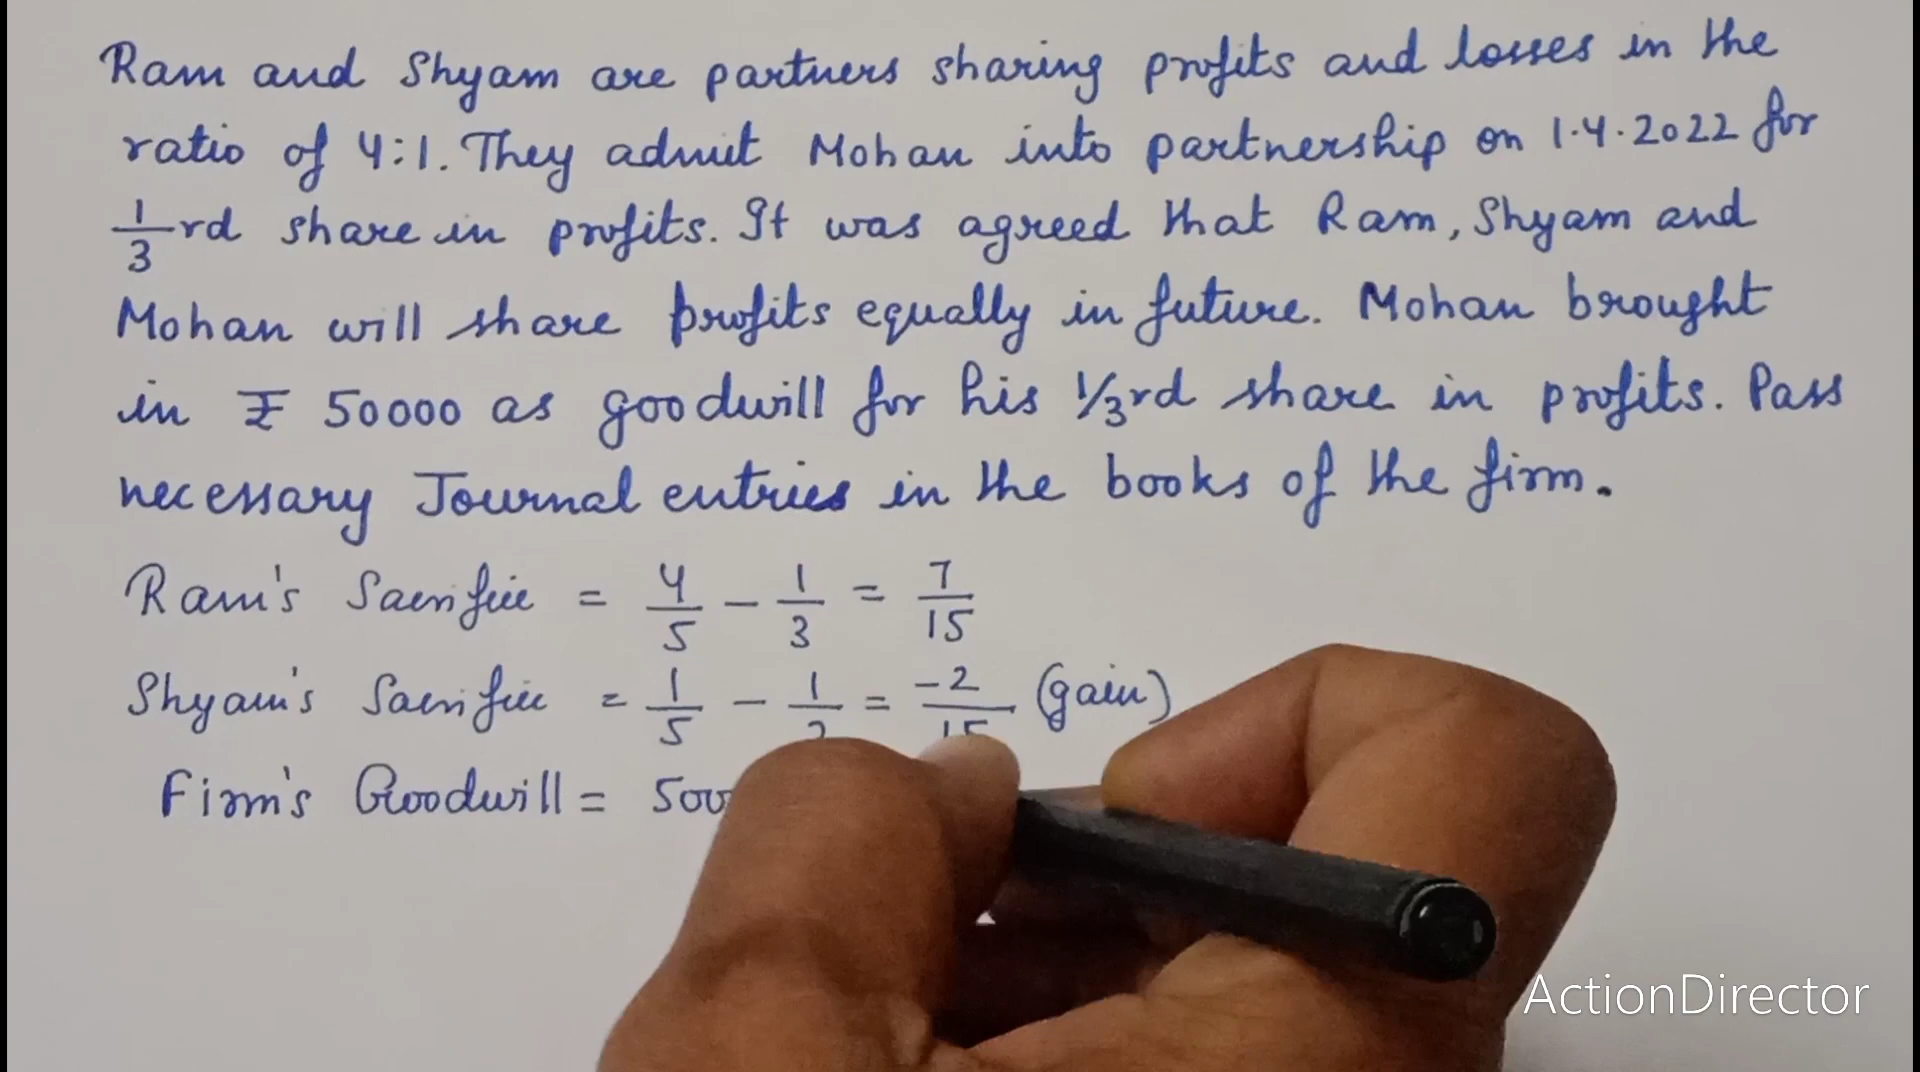 Ram and Shyam are partners sharing profits and losses in the
ratio of 4:1. They admit Mohan into partnership on 1.4.2022 for
1/3 rd share in profits. It was agreed that Ram, Shyam and
Mohan will share profits equally in future. Mohan brought
in ₹ 50000 as goodwill for his 1/3rd share in profits. Pass
necessary Journal entries in the books of the firm.
Ram's Sacrifice = 4/5 - 1/3 = 7/15
Shyam's Sacrifice = 1/5 - 1/3 = -2/15 (gain)
Firm's Goodwill =
ActionDirector